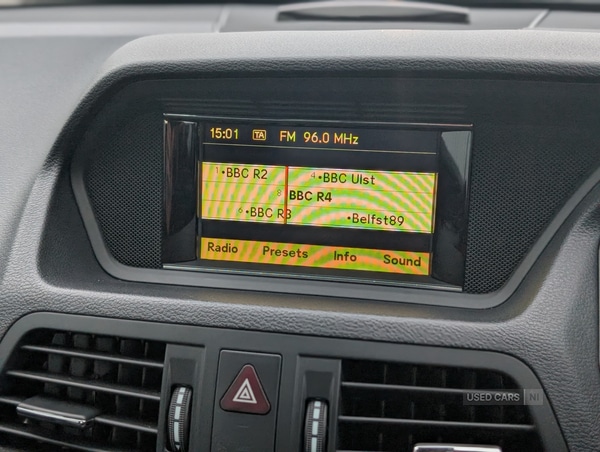 15:01 TA FM 96.0 MHz
1 •BBC R2 4 •BBC Ulst
BBC R4
6 •BBC R3 •Belfst89
Radio Presets Info Sound
USED CARS NI